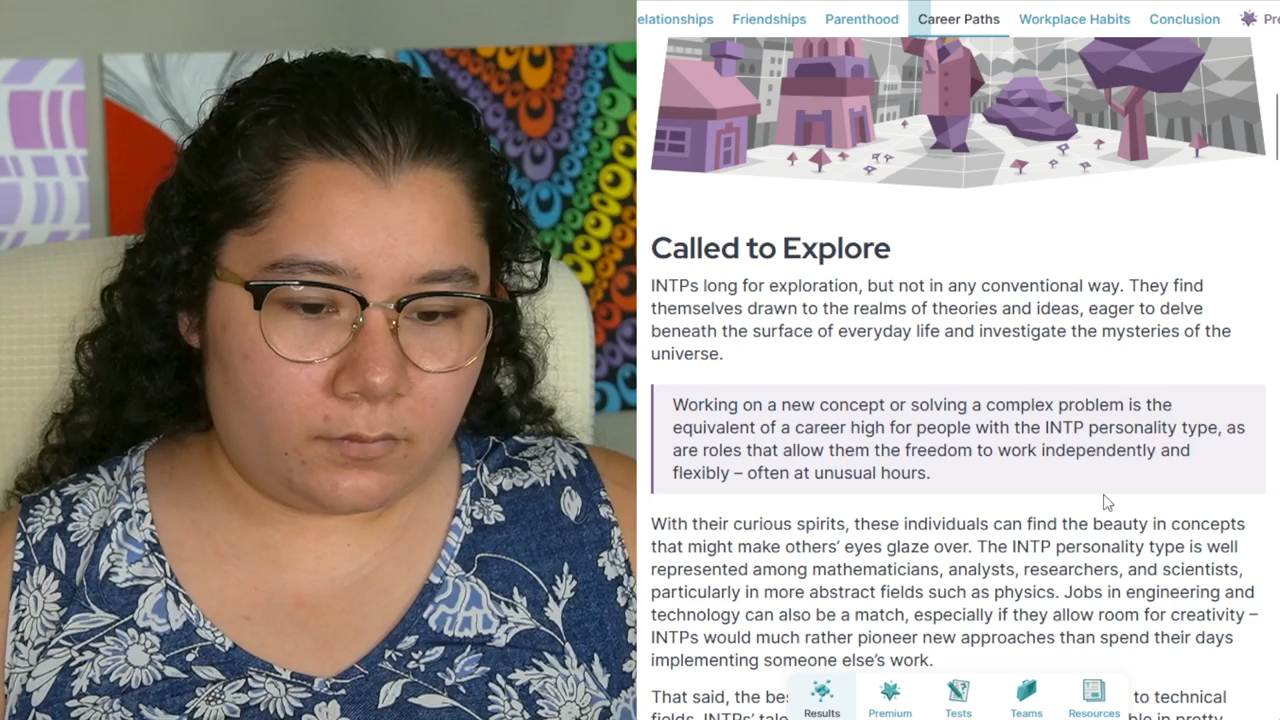 elationships Friendships Parenthood Career Paths Workplace Habits Conclusion Pre
Called to Explore
INTPs long for exploration, but not in any conventional way. They find
themselves drawn to the realms of theories and ideas, eager to delve
beneath the surface of everyday life and investigate the mysteries of the
universe.
Working on a new concept or solving a complex problem is the
equivalent of a career high for people with the INTP personality type, as
are roles that allow them the freedom to work independently and
flexibly – often at unusual hours.
With their curious spirits, these individuals can find the beauty in concepts
that might make others’ eyes glaze over. The INTP personality type is well
represented among mathematicians, analysts, researchers, and scientists,
particularly in more abstract fields such as physics. Jobs in engineering and
technology can also be a match, especially if they allow room for creativity –
INTPs would much rather pioneer new approaches than spend their days
implementing someone else’s work.
That said, the bes to technical
fields. INTPs’ tale ble in pretty
Results Premium Tests Teams Resources